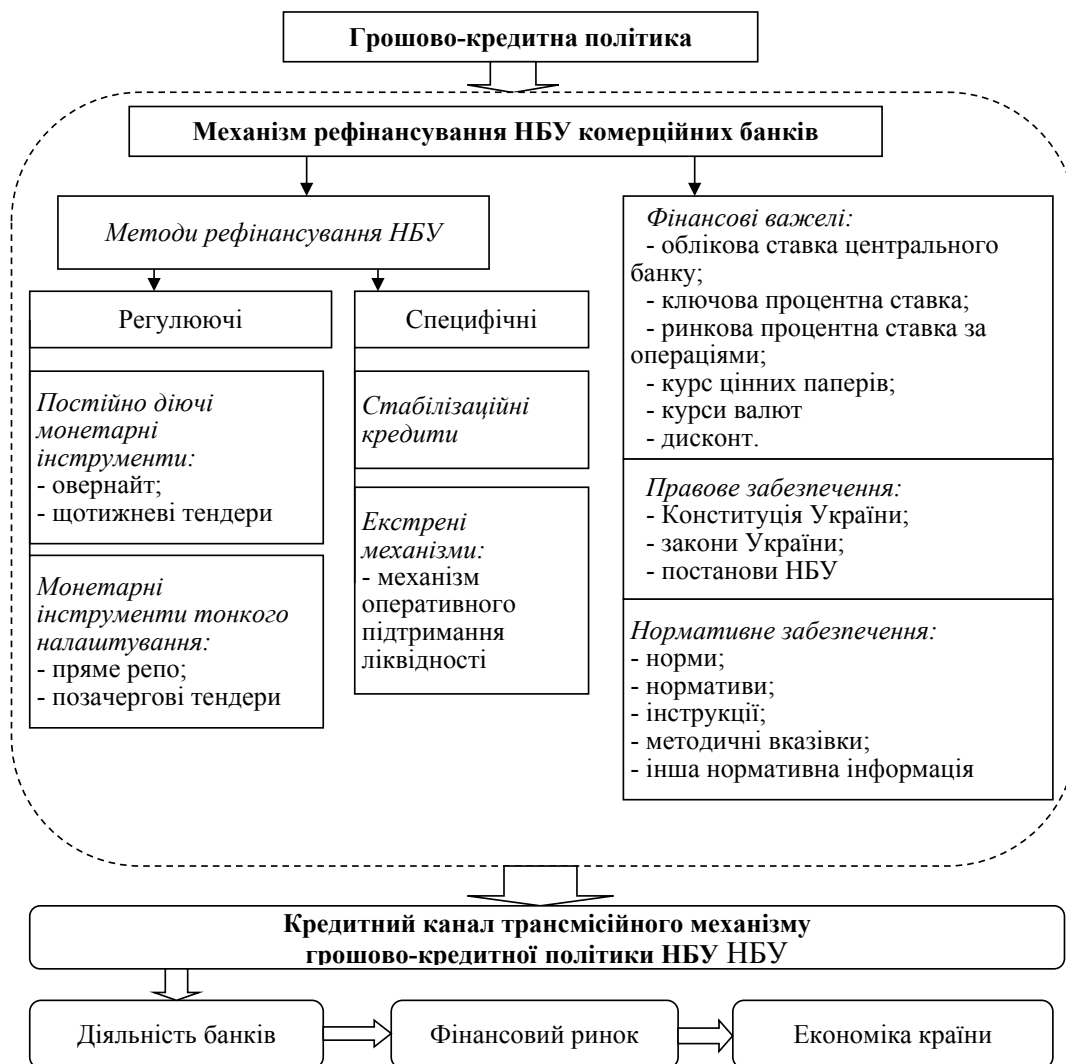 Грошово-кредитна політика
Механізм рефінансування НБУ комерційних банків
Методи рефінансування НБУ
Регулюючі
Постійно діючі
монетарні
інструменти:
- овернайт;
- щотижневі тендери
Монетарні
інструменти тонкого
налаштування:
- пряме репо;
- позачергові тендери
Специфічні
Стабілізаційні
кредити
Екстрені
механізми:
- механізм
оперативного
підтримання
ліквідності
Фінансові важелі:
- облікова ставка центрального
банку;
- ключова процентна ставка;
- ринкова процентна ставка за
операціями;
- курс цінних паперів;
- курси валют
- дисконт.
Правове забезпечення:
- Конституція України;
- закони України;
- постанови НБУ
Нормативне забезпечення:
- норми;
- нормативи;
- інструкції;
- методичні вказівки;
- інша нормативна інформація
Кредитний канал трансмісійного механізму
грошово-кредитної політики НБУ НБУ
Діяльність банків
Фінансовий ринок
Економіка країни